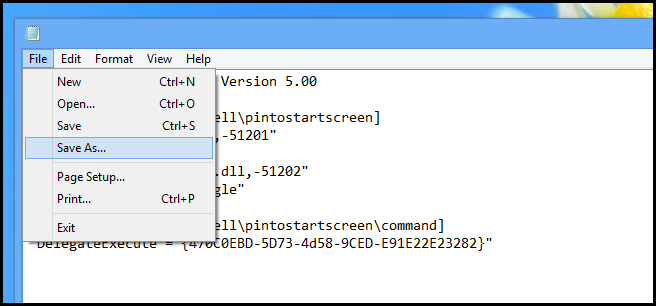 File Edit Format View Help
New Ctrl+N
Open... Ctrl+O
Save Ctrl+S
Save As...
Page Setup...
Print... Ctrl+P
Exit
Version 5.00
ell\pintostartscreen]
,-51201"
.dll,-51202"
gle"
ell\pintostartscreen\command]
DelegateExecute"="{470C0EBD-5D73-4d58-9CED-E91E22E23282}"